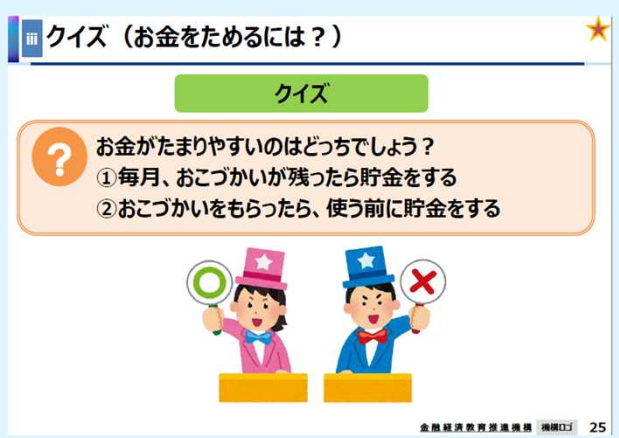 iii クイズ（お金をためるには？）
クイズ
? お金がたまりやすいのはどっちでしょう？
①毎月、おこづかいが残ったら貯金をする
②おこづかいをもらったら、使う前に貯金をする
金融経済教育推進機構 機構ロゴ 25